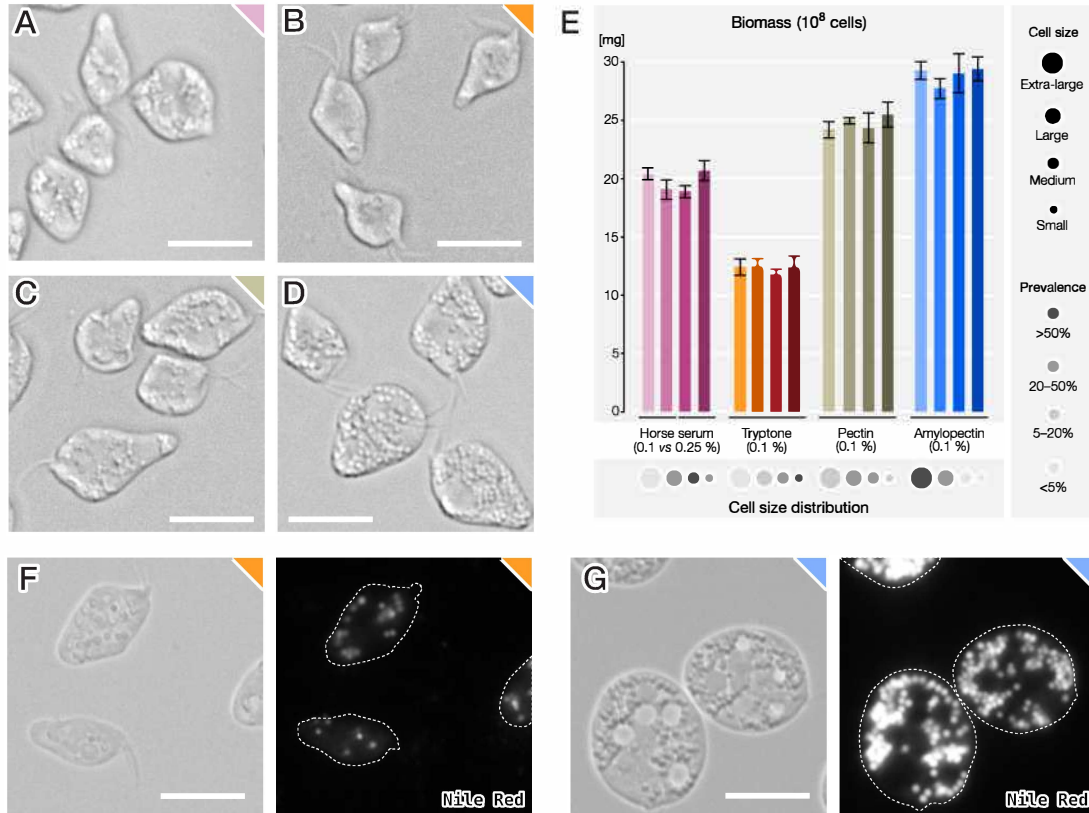 A
B
C
D
E
Biomass (10⁸ cells)
[mg]
30
25
20
15
10
5
0
Horse serum
(0.1 vs 0.25 %)
Tryptone
(0.1 %)
Pectin
(0.1 %)
Amylopectin
(0.1 %)
Cell size distribution
Cell size
Extra-large
Large
Medium
Small
Prevalence
>50%
20–50%
5–20%
<5%
F
Nile Red
G
Nile Red